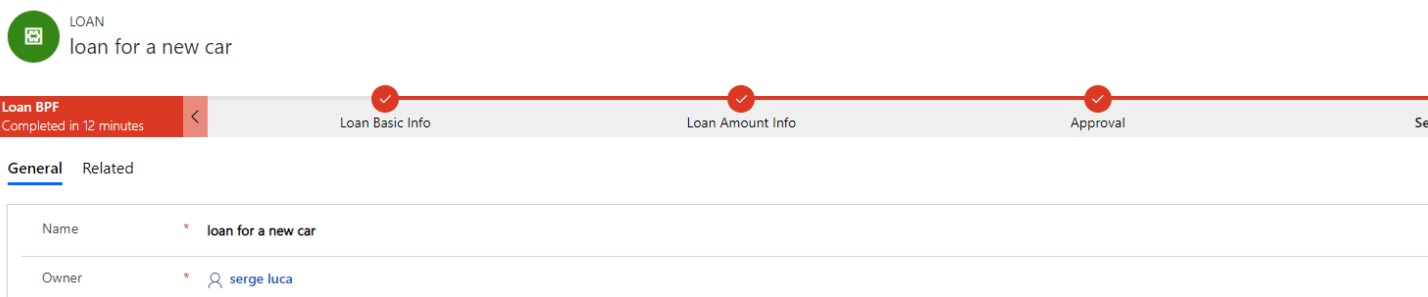 LOAN
loan for a new car
Loan BPF
Completed in 12 minutes
Loan Basic Info
Loan Amount Info
Approval
General Related
Name * loan for a new car
Owner * serge luca